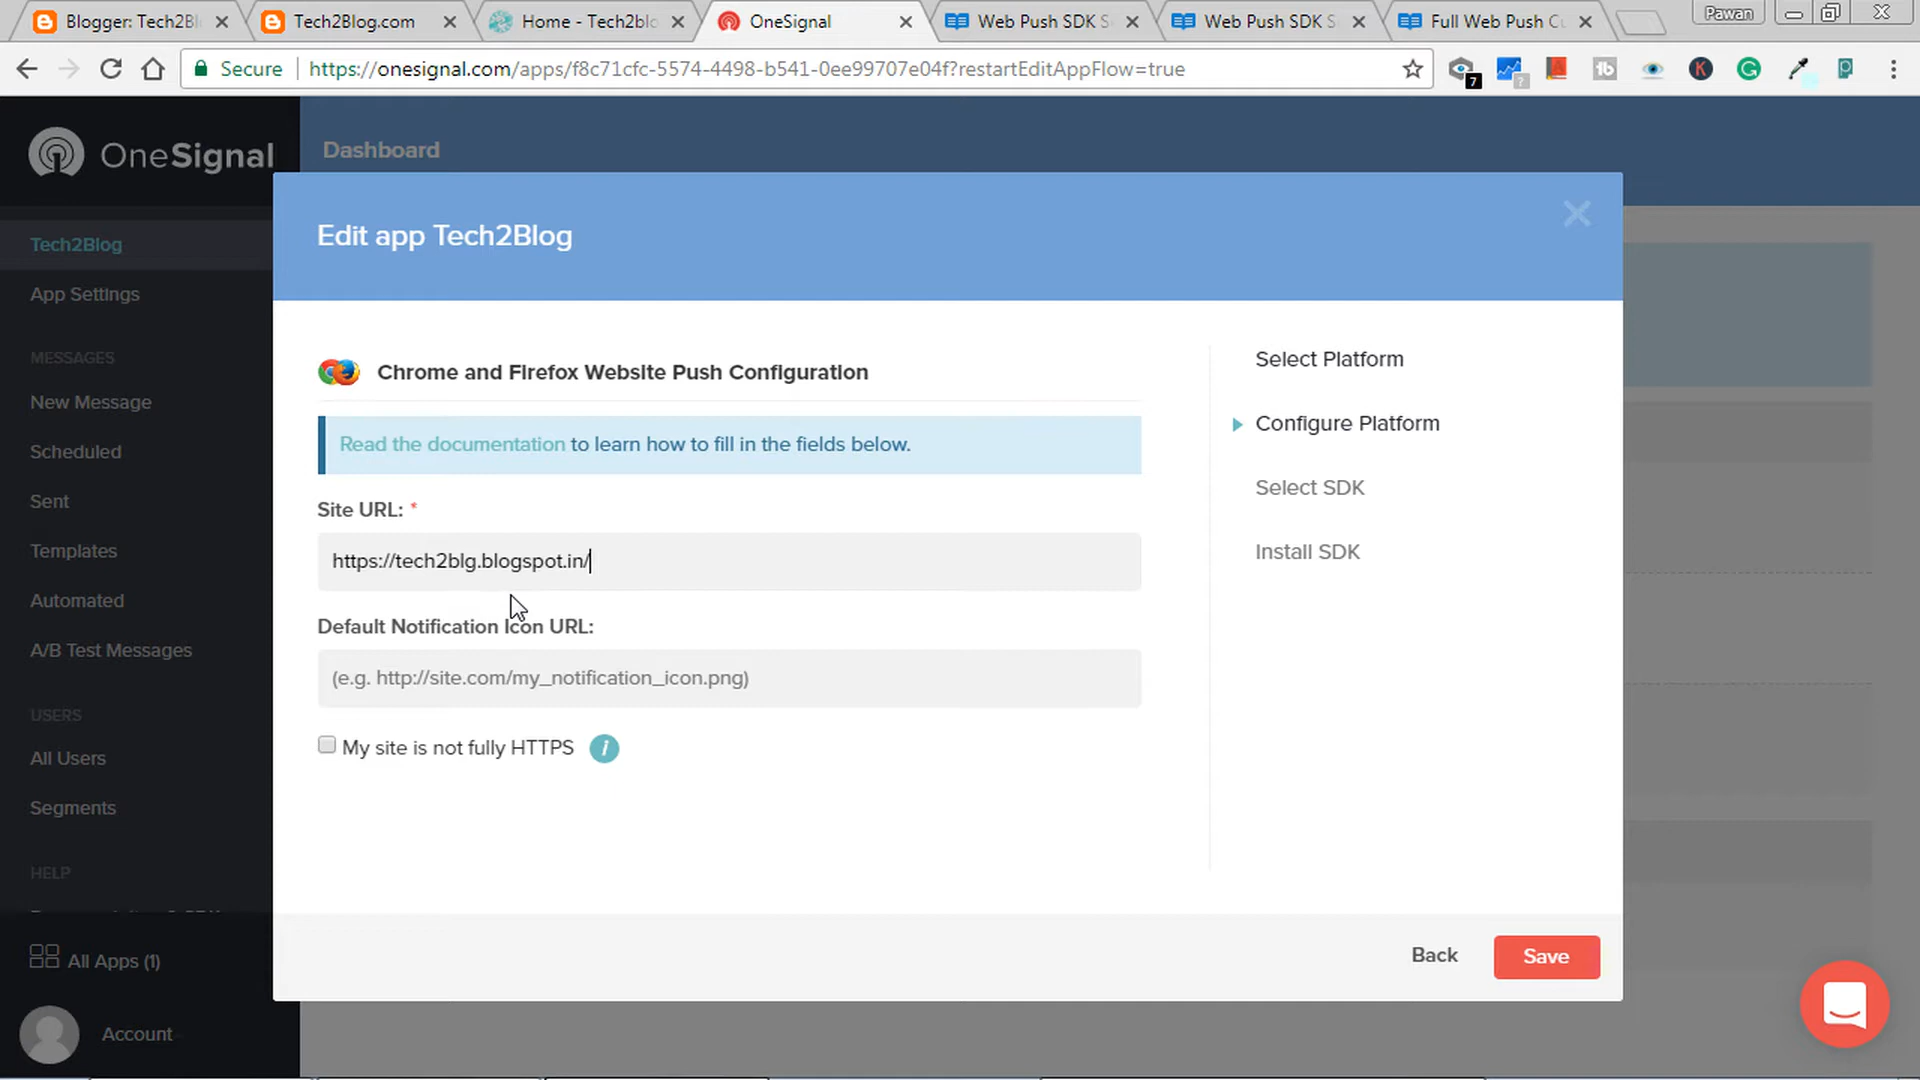 Blogger: Tech2Bl
Tech2Blog.com
Home - Tech2blo
OneSignal
Web Push SDK S
Web Push SDK S
Full Web Push Cu
Pawan
Secure
https://onesignal.com/apps/f8c71cfc-5574-4498-b541-0ee99707e04f?restartEditAppFlow=true
7
?
tb
K
G
P
OneSignal
Dashboard
Tech2Blog
App Settings
MESSAGES
New Message
Scheduled
Sent
Templates
Automated
A/B Test Messages
USERS
All Users
Segments
HELP
All Apps (1)
Account
Edit app Tech2Blog
Chrome and Firefox Website Push Configuration
Read the documentation to learn how to fill in the fields below.
Site URL: *
https://tech2blg.blogspot.in/
Default Notification Icon URL:
(e.g. http://site.com/my_notification_icon.png)
My site is not fully HTTPS
i
Select Platform
Configure Platform
Select SDK
Install SDK
Back
Save